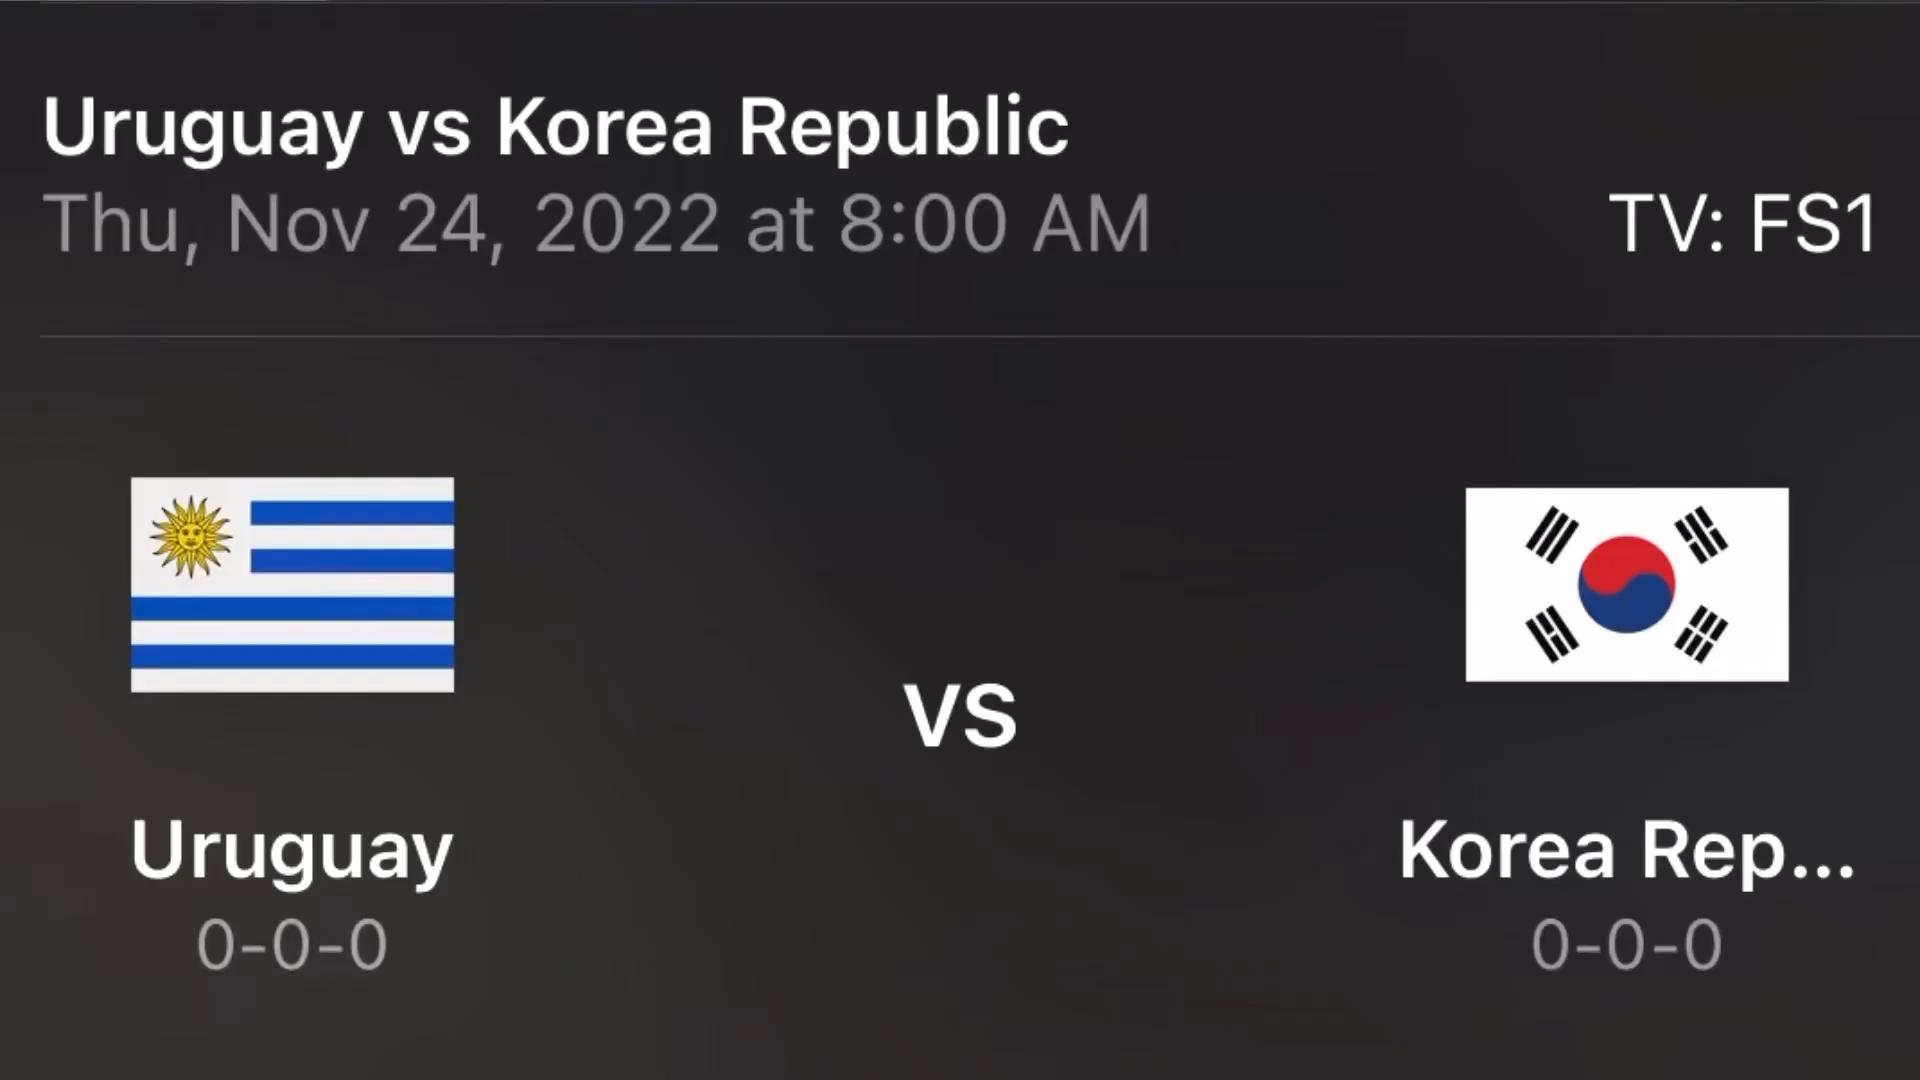 Uruguay vs Korea Republic
Thu, Nov 24, 2022 at 8:00 AM
TV: FS1
VS
Uruguay
Korea Rep...
0-0-0
0-0-0